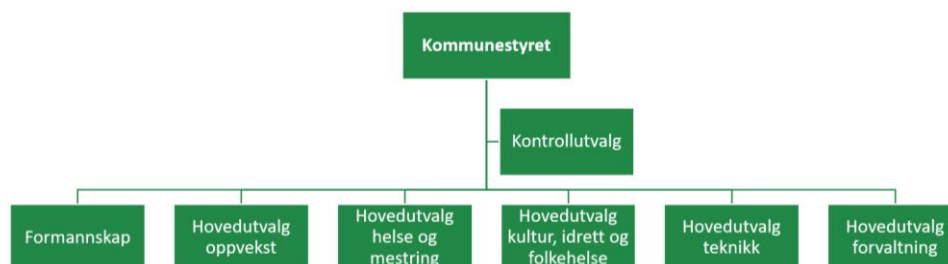 Kommunestyret
Kontrollutvalg
Formannskap
Hovedutvalg
oppvekst
Hovedutvalg
helse og
mestring
Hovedutvalg
kultur, idrett og
folkehelse
Hovedutvalg
teknikk
Hovedutvalg
forvaltning